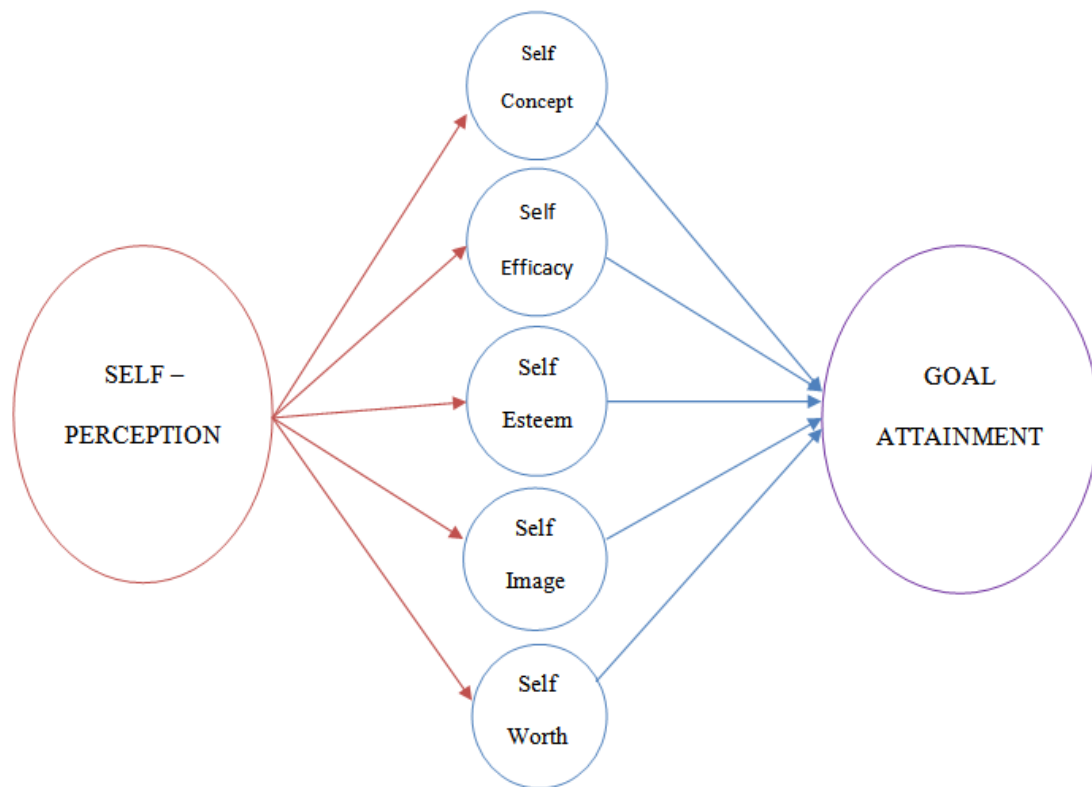 Self
Concept
Self
Efficacy
SELF –
PERCEPTION
Self
Esteem
GOAL
ATTAINMENT
Self
Image
Self
Worth